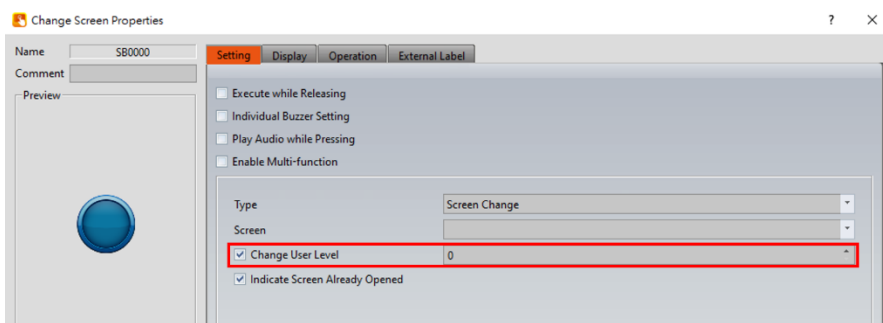 Change Screen Properties
Name SB0000
Comment
Preview
Setting Display Operation External Label
Execute while Releasing
Individual Buzzer Setting
Play Audio while Pressing
Enable Multi-function
Type Screen Change
Screen
Change User Level 0
Indicate Screen Already Opened